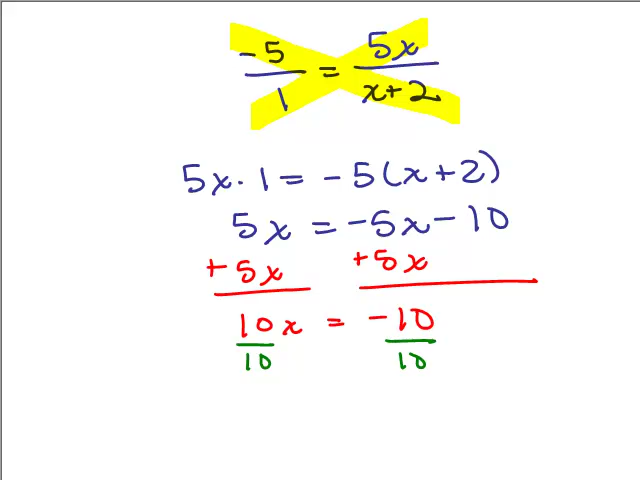 -5/1 = 5x/x+2
5x · 1 = -5(x+2)
5x = -5x - 10
+5x +5x
10x = -10
10 10